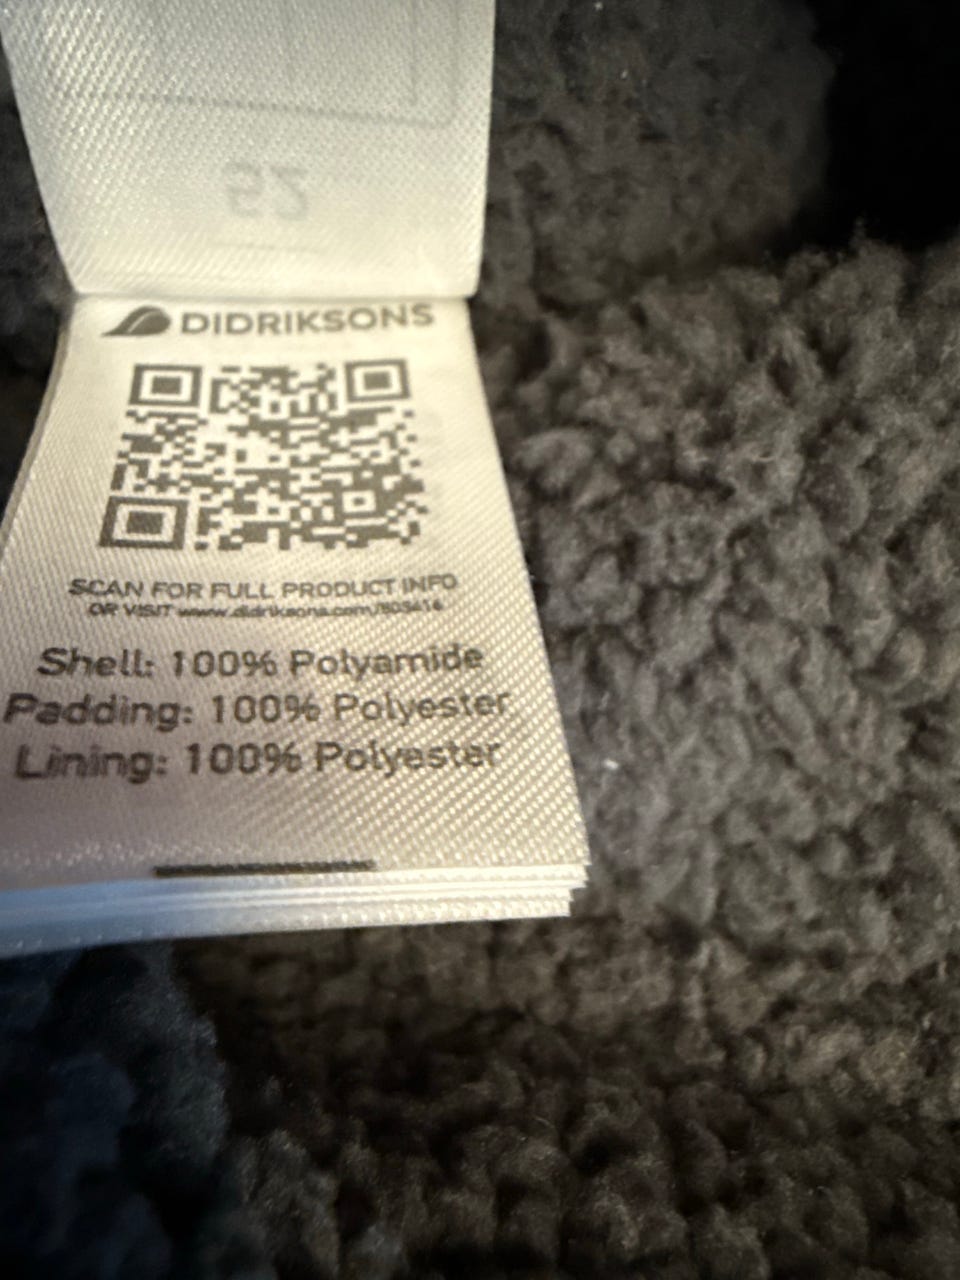 DIDRIKSONS
SCAN FOR FULL PRODUCT INFO
OR VISIT www.didriksons.com/503414
Shell: 100% Polyamide
Padding: 100% Polyester
Lining: 100% Polyester